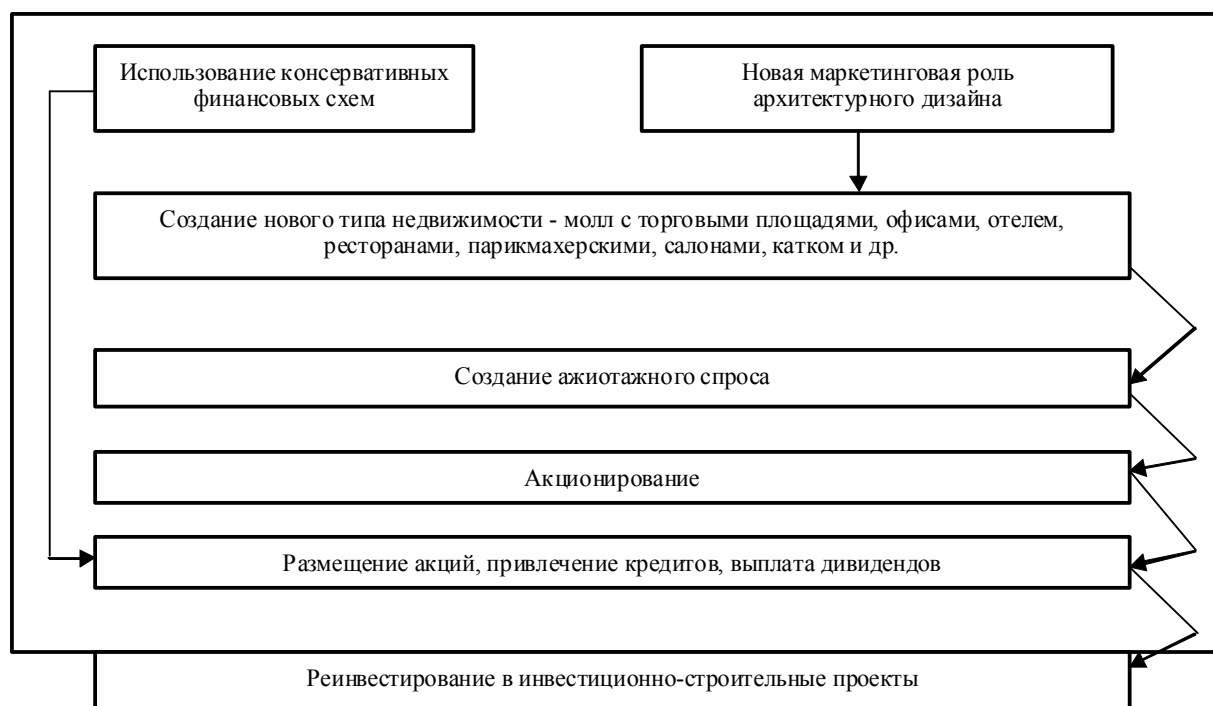 Использование консервативных
финансовых схем
Новая маркетинговая роль
архитектурного дизайна
Создание нового типа недвижимости - молл с торговыми площадями, офисами, отелем,
ресторанами, парикмахерскими, салонами, катком и др.
Создание ажиотажного спроса
Акционирование
Размещение акций, привлечение кредитов, выплата дивидендов
Реинвестирование в инвестиционно-строительные проекты